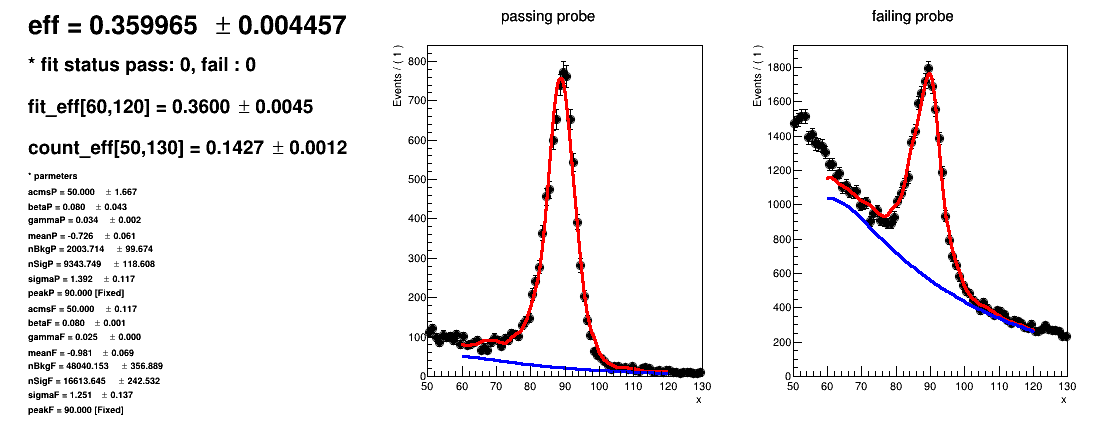 eff = 0.359965 ± 0.004457
* fit status pass: 0, fail : 0
fit_eff[60,120] = 0.3600 ± 0.0045
count_eff[50,130] = 0.1427 ± 0.0012
* parmeters
acmsP = 50.000 ± 1.667
betaP = 0.080 ± 0.043
gammaP = 0.034 ± 0.002
meanP = -0.726 ± 0.061
nBkgP = 2003.714 ± 99.674
nSigP = 9343.749 ± 118.608
sigmaP = 1.392 ± 0.117
peakP = 90.000 [Fixed]
acmsF = 50.000 ± 0.117
betaF = 0.080 ± 0.001
gammaF = 0.025 ± 0.000
meanF = -0.981 ± 0.069
nBkgF = 48040.153 ± 356.889
nSigF = 16613.645 ± 242.532
sigmaF = 1.251 ± 0.137
peakF = 90.000 [Fixed]
passing probe
Events / ( 1 )
800
700
600
500
400
300
200
100
0
50 60 70 80 90 100 110 120 130
x
failing probe
Events / ( 1 )
1800
1600
1400
1200
1000
800
600
400
200
0
50 60 70 80 90 100 110 120 130
x